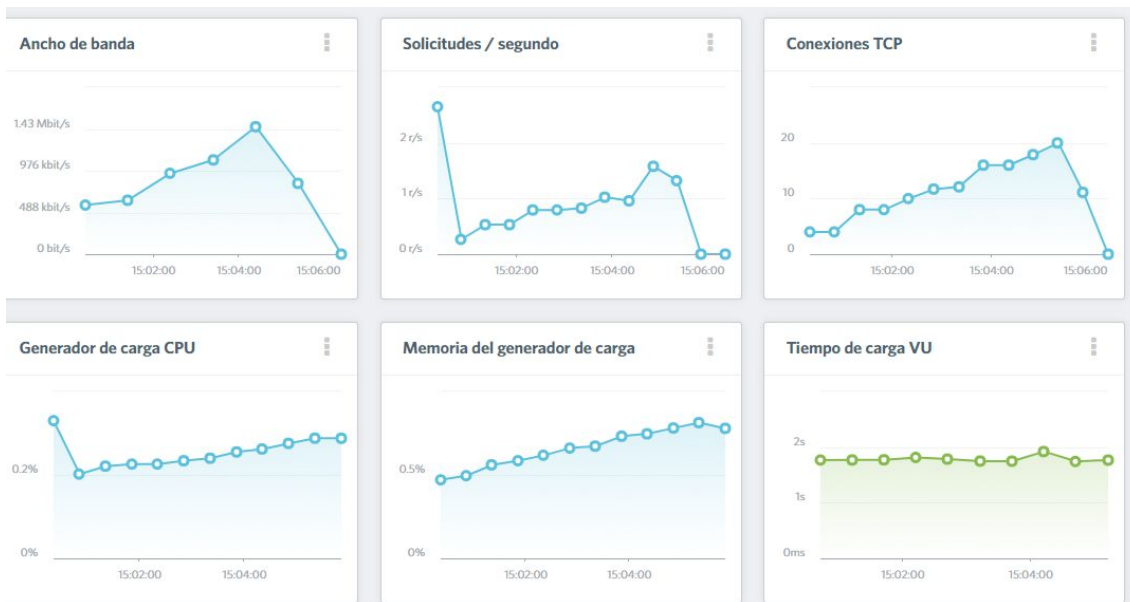 Ancho de banda
1.43 Mbit/s
976 kbit/s
488 kbit/s
0 bit/s
15:02:00 15:04:00 15:06:00
Solicitudes / segundo
2 r/s
1 r/s
0 r/s
15:02:00 15:04:00 15:06:00
Conexiones TCP
20
10
0
15:02:00 15:04:00 15:06:00
Generador de carga CPU
0.2%
0%
15:02:00 15:04:00
Memoria del generador de carga
0.5%
0%
15:02:00 15:04:00
Tiempo de carga VU
2s
1s
0ms
15:02:00 15:04:00